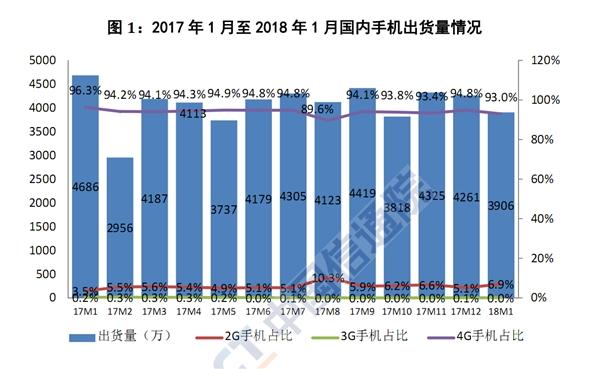 图 1：2017 年 1 月至 2018 年 1 月国内手机出货量情况
5000 120%
4500 100%
4000 80%
3500 60%
3000 40%
2500 20%
2000 0%
1500
1000
500
0
96.3% 94.2% 94.1% 94.3% 94.9% 94.8% 94.8% 89.6% 94.1% 93.8% 93.4% 94.8% 93.0%
4686 2956 4187 4113 3737 4179 4305 4123 4419 3818 4325 4261 3906
3.5% 5.5% 5.6% 5.4% 4.9% 5.1% 5.1% 10.3% 5.9% 6.2% 6.6% 5.1% 6.9%
0.2% 0.3% 0.3% 0.3% 0.2% 0.0% 0.1% 0.0% 0.0% 0.0% 0.0% 0.1% 0.0%
17M1 17M2 17M3 17M4 17M5 17M6 17M7 17M8 17M9 17M10 17M11 17M12 18M1
出货量（万） 2G手机占比 3G手机占比 4G手机占比
中国信通院